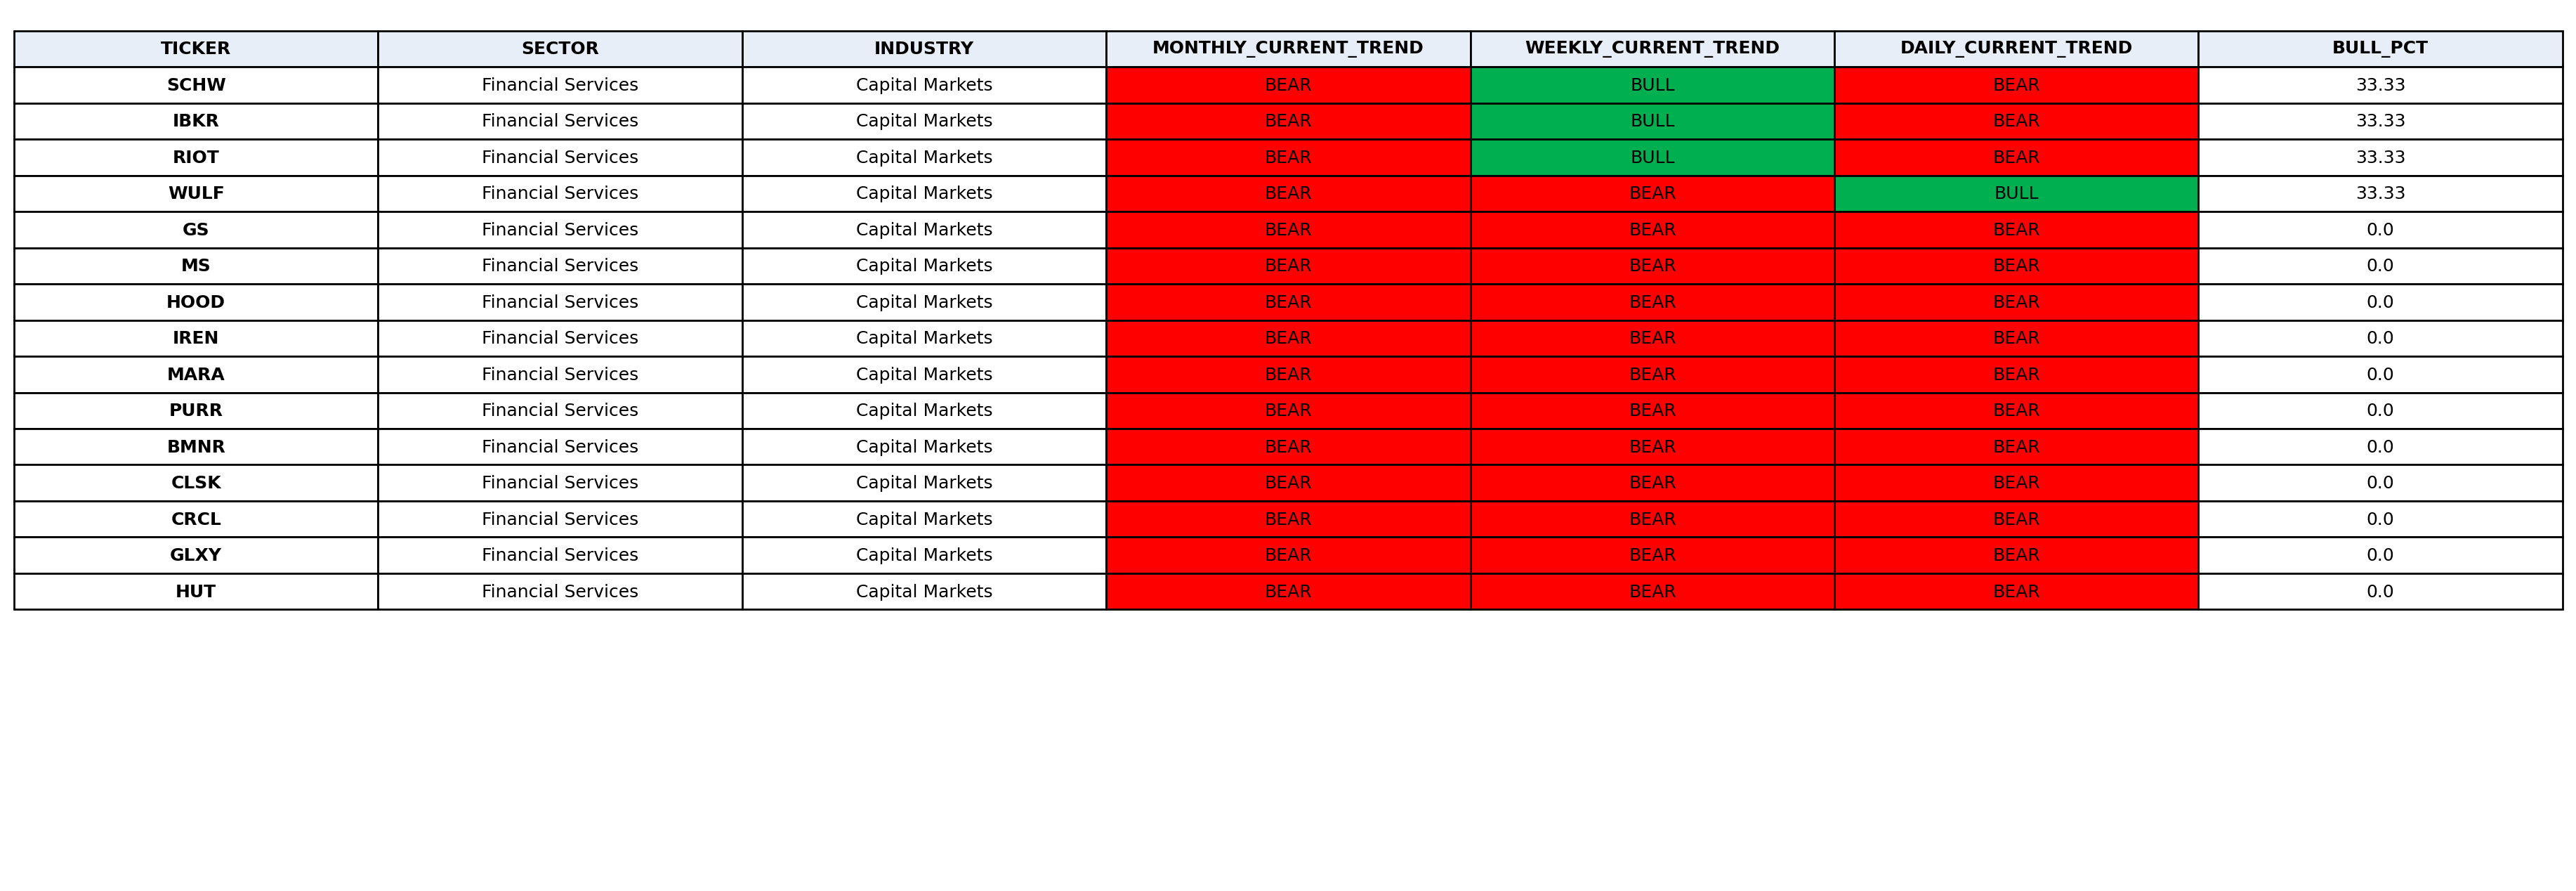 TICKER SECTOR INDUSTRY MONTHLY_CURRENT_TREND WEEKLY_CURRENT_TREND DAILY_CURRENT_TREND BULL_PCT
SCHW Financial Services Capital Markets BEAR BULL BEAR 33.33
IBKR Financial Services Capital Markets BEAR BULL BEAR 33.33
RIOT Financial Services Capital Markets BEAR BULL BEAR 33.33
WULF Financial Services Capital Markets BEAR BEAR BULL 33.33
GS Financial Services Capital Markets BEAR BEAR BEAR 0.0
MS Financial Services Capital Markets BEAR BEAR BEAR 0.0
HOOD Financial Services Capital Markets BEAR BEAR BEAR 0.0
IREN Financial Services Capital Markets BEAR BEAR BEAR 0.0
MARA Financial Services Capital Markets BEAR BEAR BEAR 0.0
PURR Financial Services Capital Markets BEAR BEAR BEAR 0.0
BMNR Financial Services Capital Markets BEAR BEAR BEAR 0.0
CLSK Financial Services Capital Markets BEAR BEAR BEAR 0.0
CRCL Financial Services Capital Markets BEAR BEAR BEAR 0.0
GLXY Financial Services Capital Markets BEAR BEAR BEAR 0.0
HUT Financial Services Capital Markets BEAR BEAR BEAR 0.0